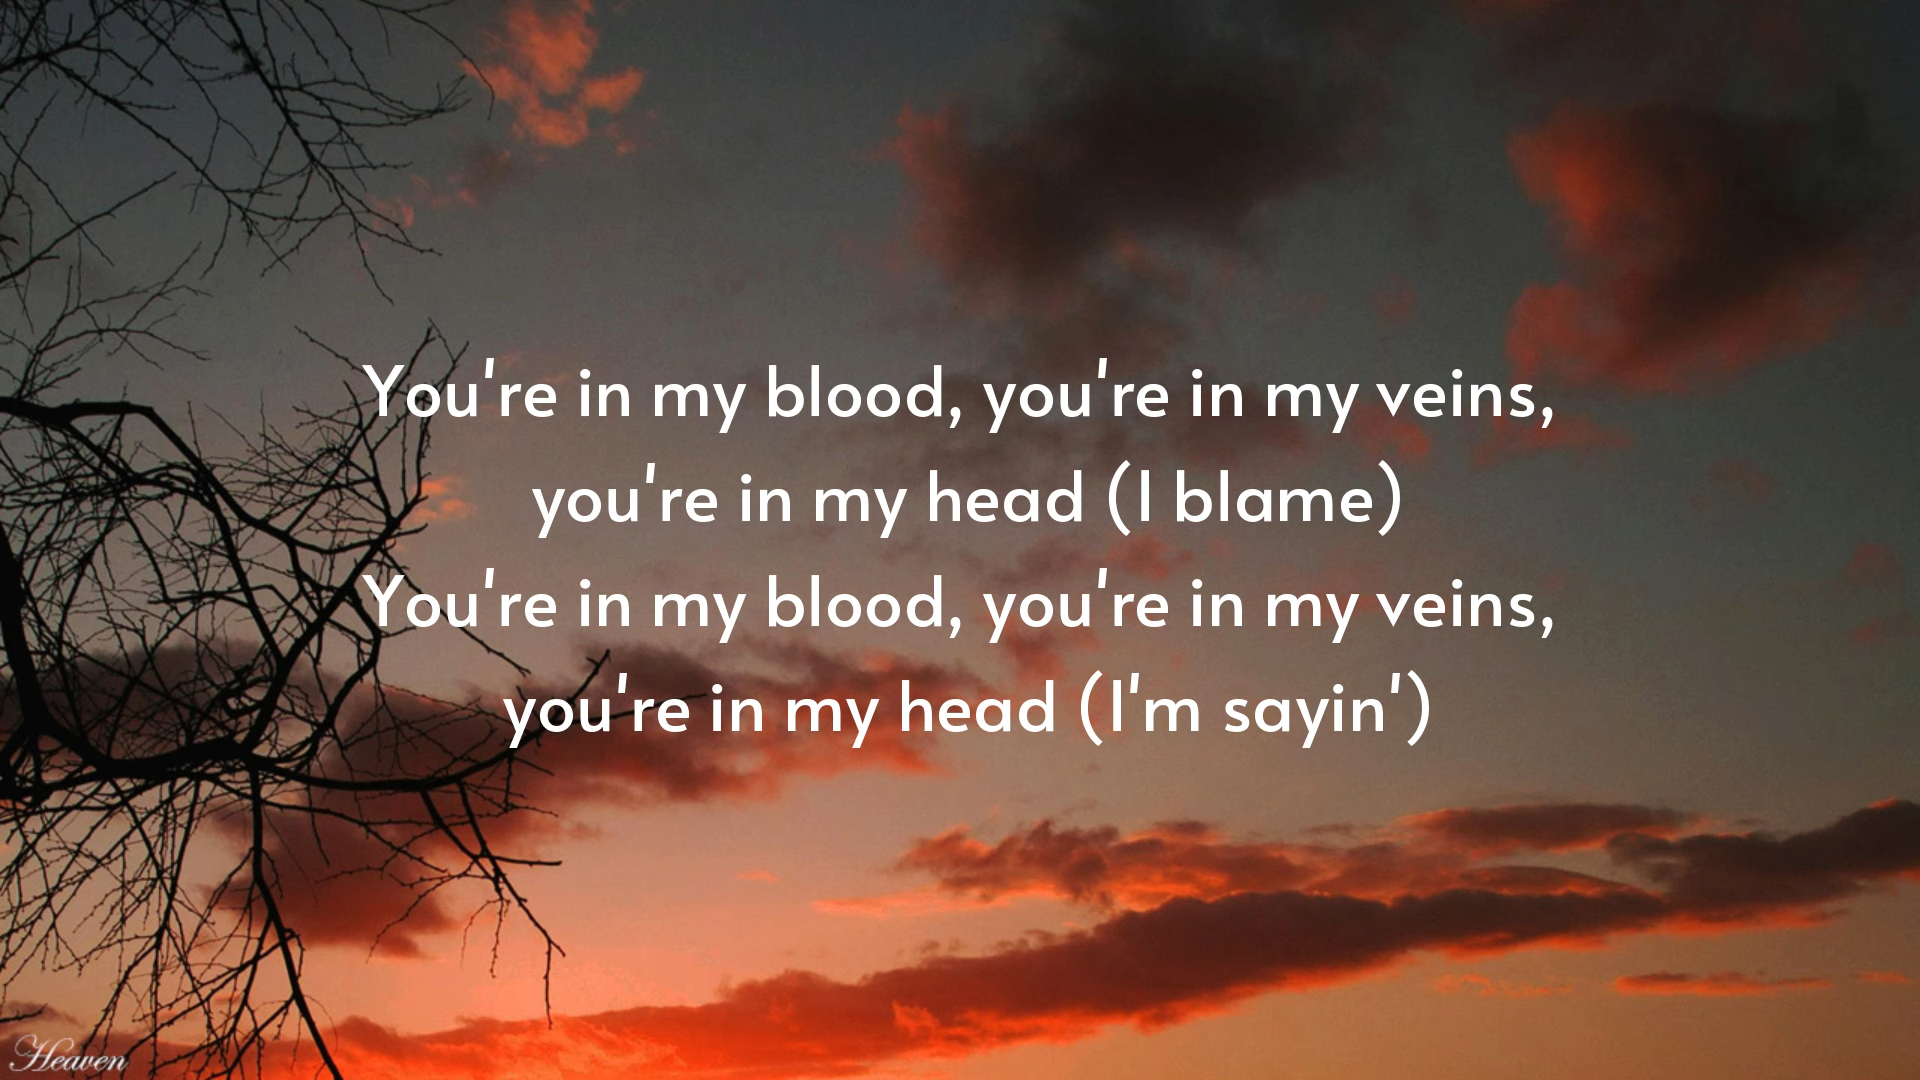 You're in my blood, you're in my veins,
you're in my head (I blame)
You're in my blood, you're in my veins,
you're in my head (I'm sayin')
Heaven